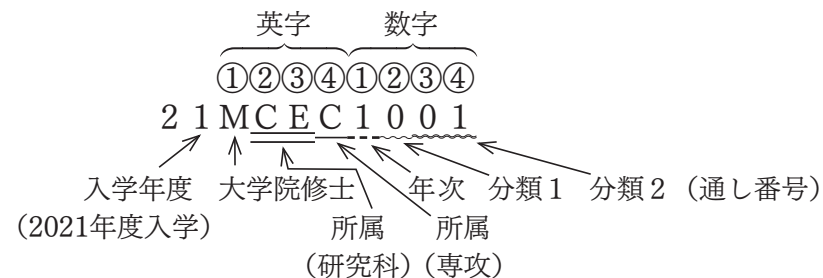 英字 数字
①②③④①②③④
21MCEC1001
入学年度 大学院修士 年次 分類1 分類2(通し番号)
(2021年度入学) 所属 所属
(研究科)(専攻)